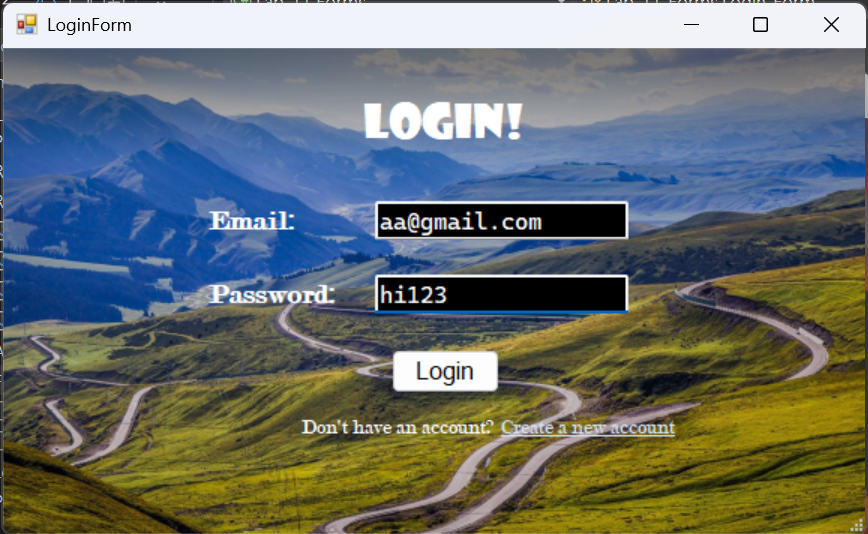 LoginForm
LOGIN!
Email: aa@gmail.com
Password: hi123
Login
Don't have an account? Create a new account